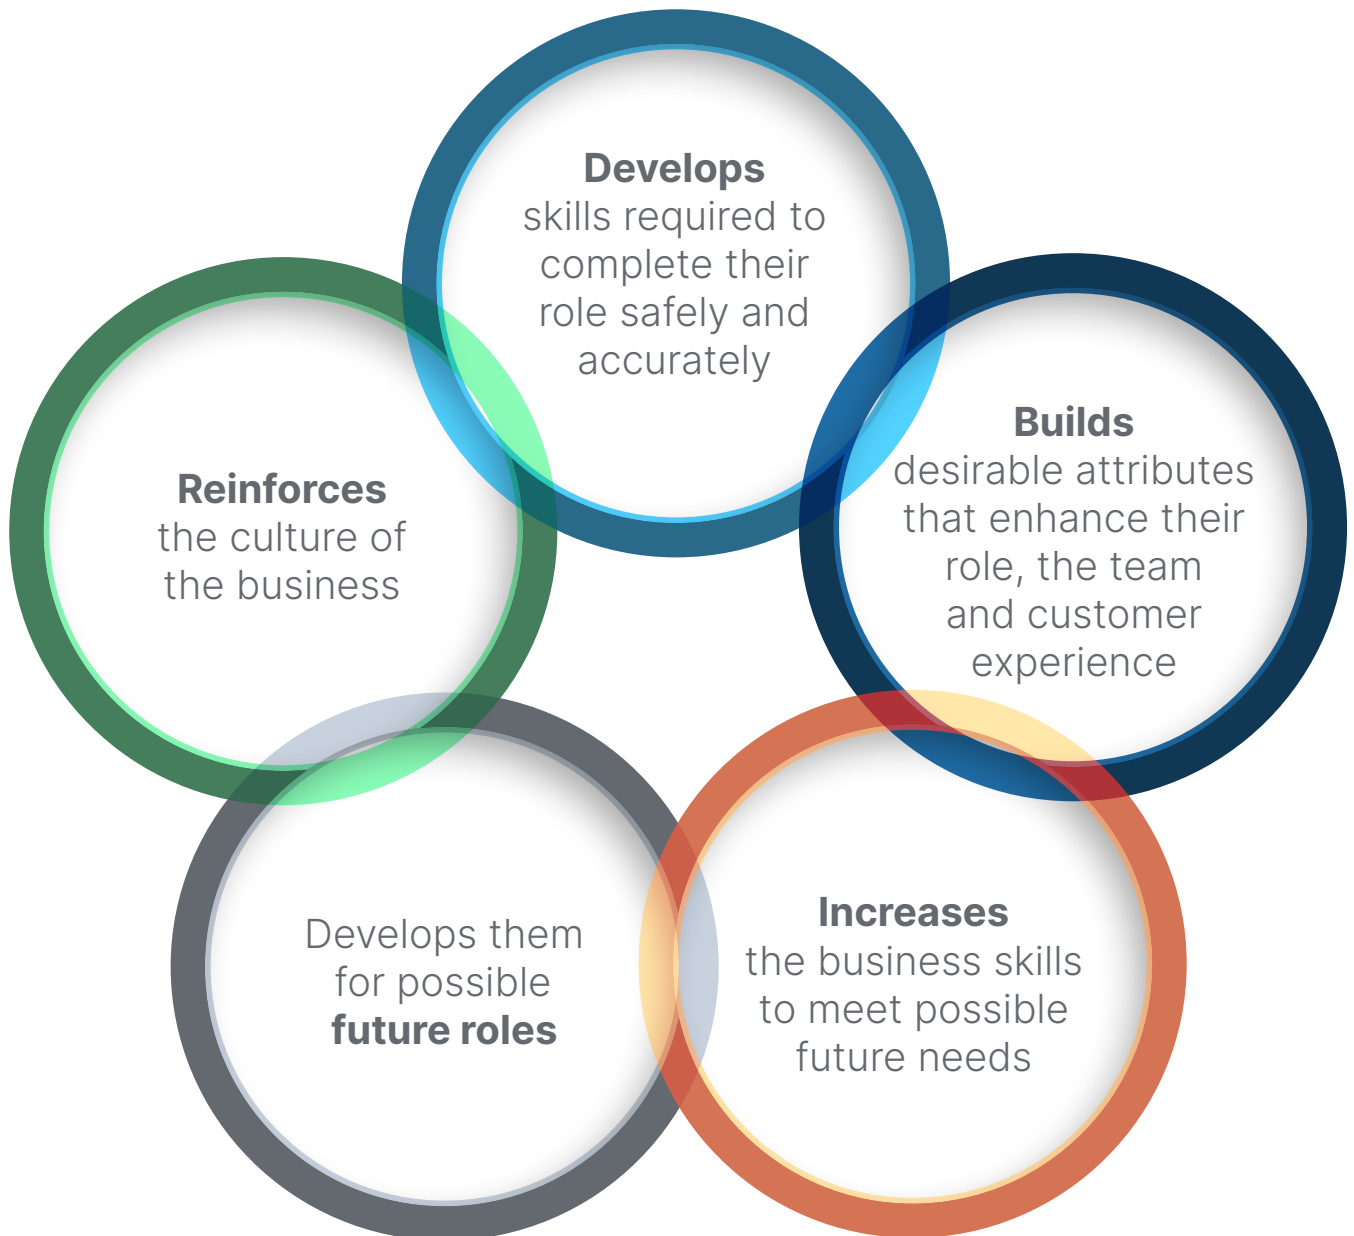 Develops
skills required to
complete their
role safely and
accurately
Builds
desirable attributes
that enhance their
role, the team
and customer
experience
Increases
the business skills
to meet possible
future needs
Develops them
for possible
future roles
Reinforces
the culture of
the business